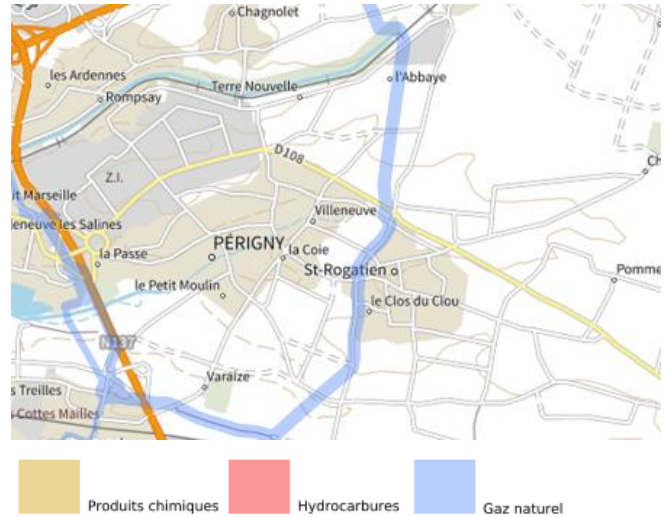 Chagnolet
les Ardennes
l'Abbaye
Terre Nouvelle
Rompsay
D108
Z.I.
Ch
t Marseille
Villeneuve
leneuve les Salines
PÉRIGNY
la Coie
la Passe
St-Rogatien
Pomme
le Petit Moulin
le Clos du Clou
N137
Varaize
s Treilles
s Cottes Mailles
Produits chimiques
Hydrocarbures
Gaz naturel